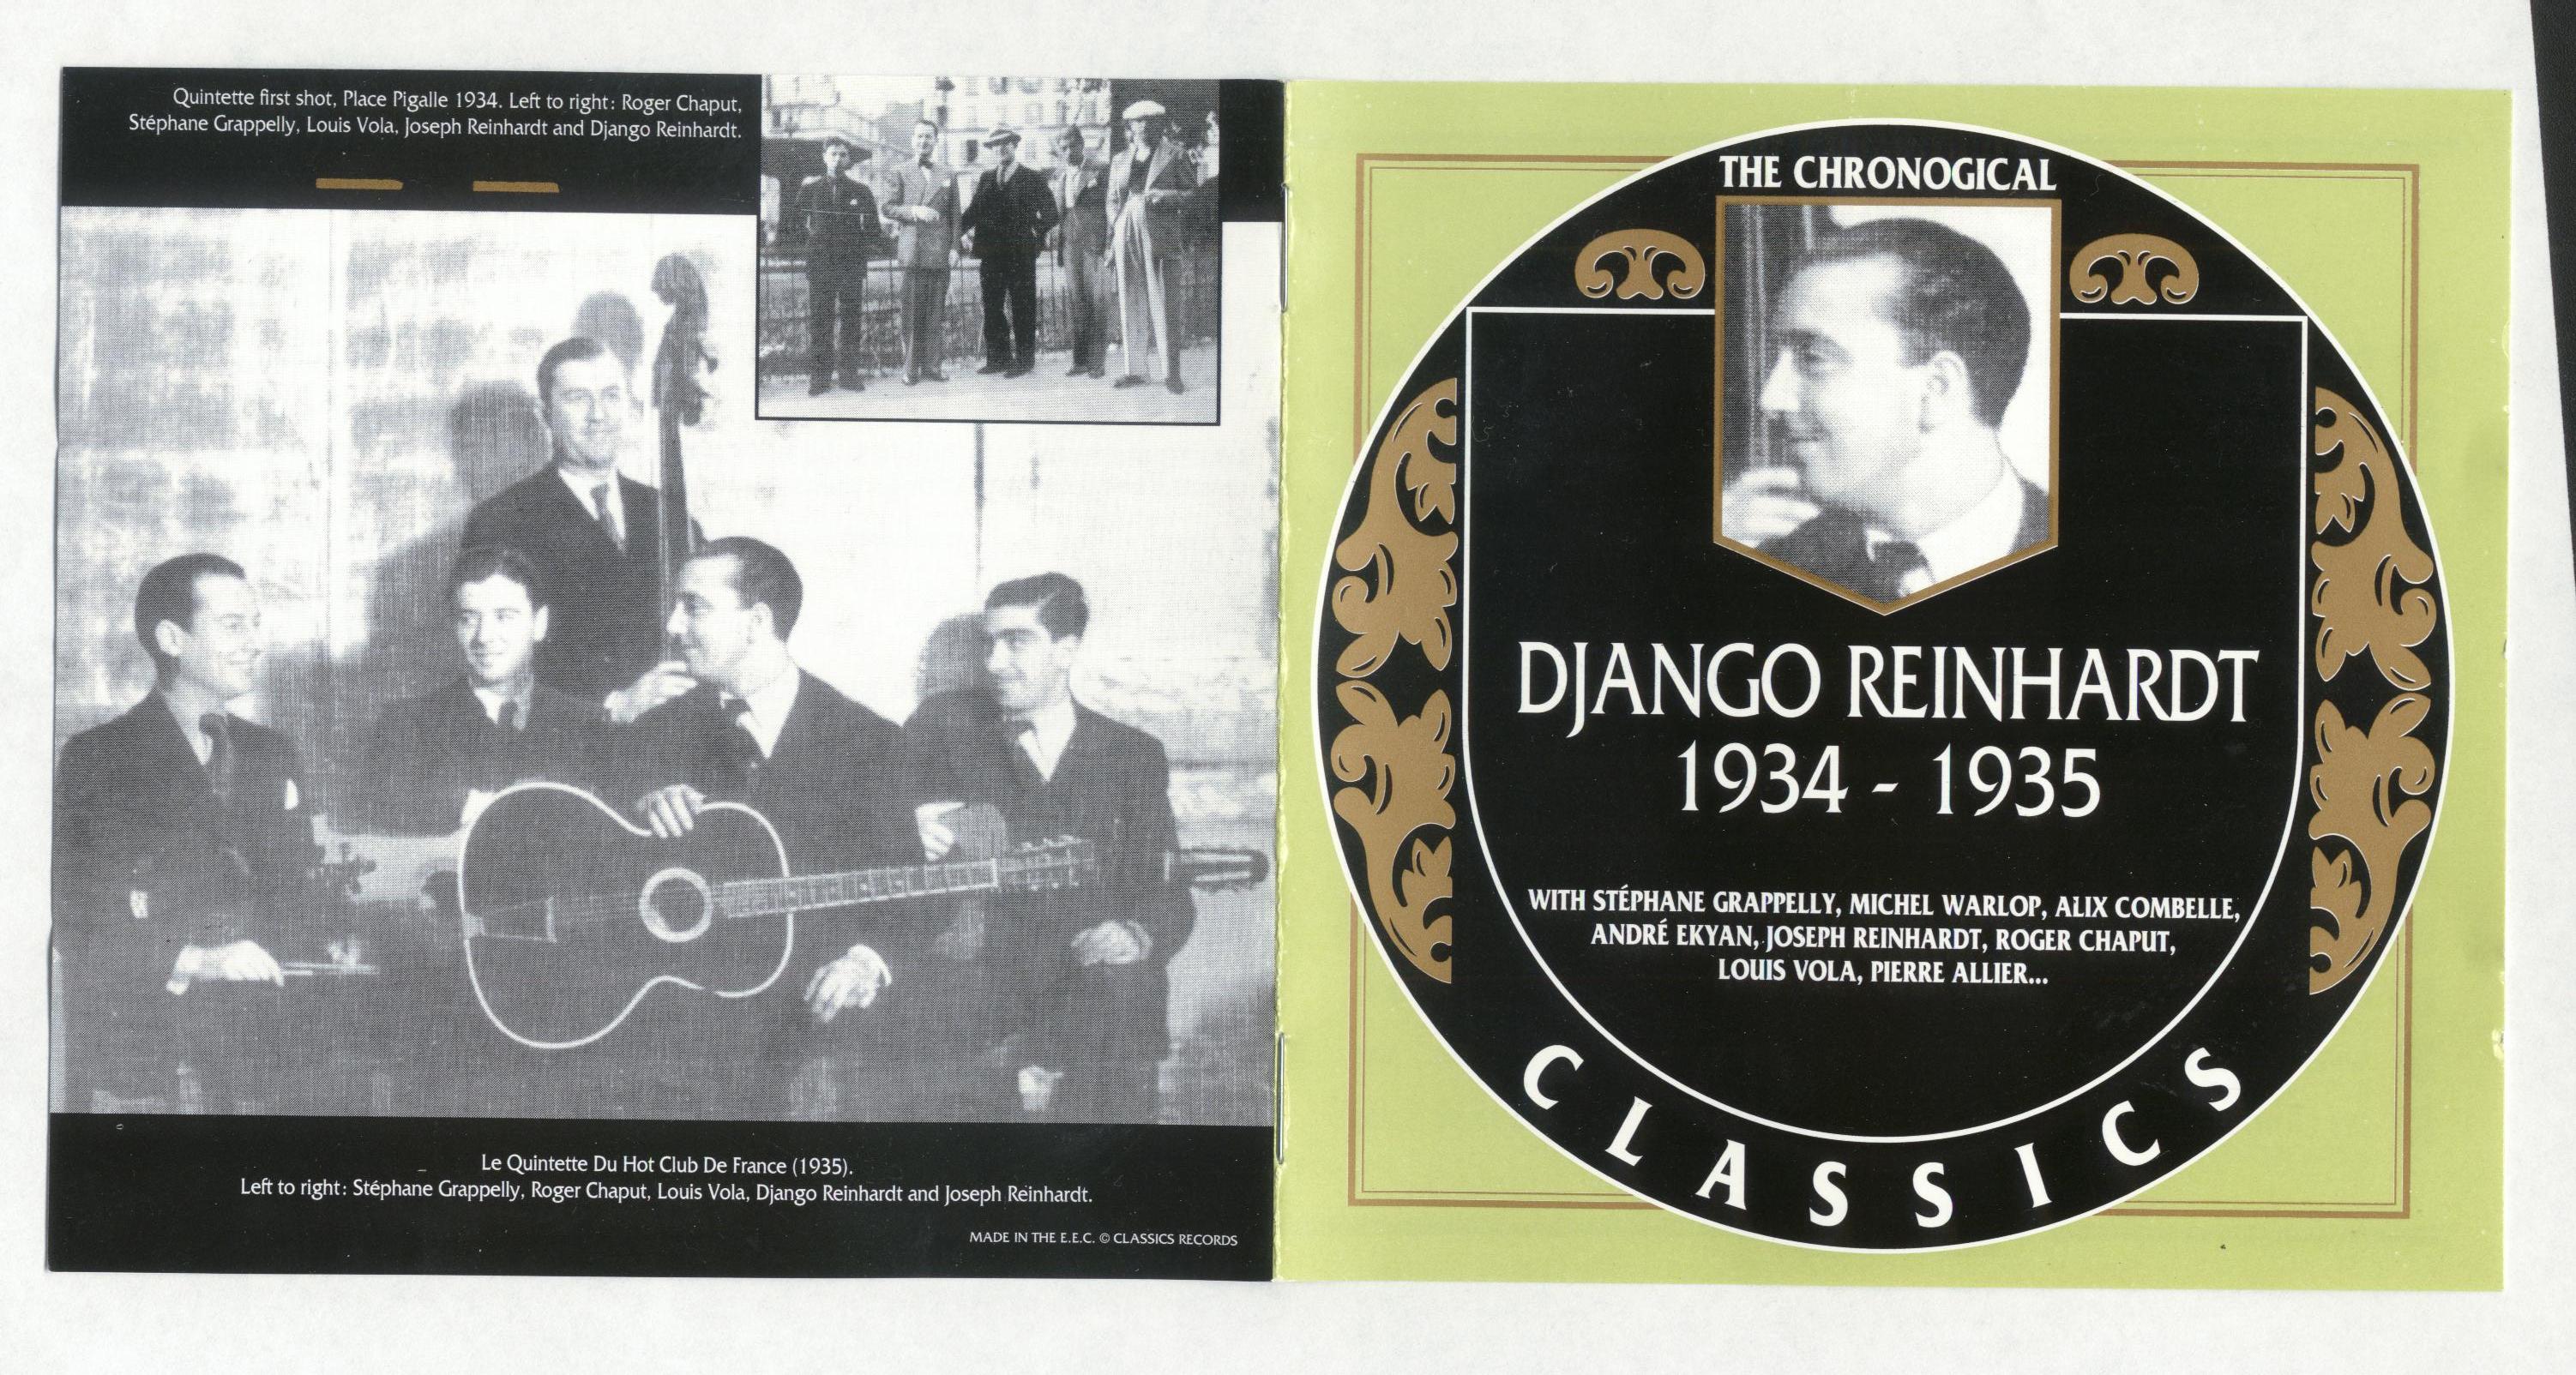 Quintette first shot, Place Pigalle 1934. Left to right: Roger Chaput,
Stéphane Grappelly, Louis Vola, Joseph Reinhardt and Django Reinhardt.
Le Quintette Du Hot Club De France (1935).
Left to right: Stéphane Grappelly, Roger Chaput, Louis Vola, Django Reinhardt and Joseph Reinhardt.
MADE IN THE E.E.C. © CLASSICS RECORDS
THE CHRONOGICAL
DJANGO REINHARDT
1934 - 1935
WITH STÉPHANE GRAPPELLY, MICHEL WARLOP, ALIX COMBELLE,
ANDRÉ EKYAN, JOSEPH REINHARDT, ROGER CHAPUT,
LOUIS VOLA, PIERRE ALLIER...
CLASSICS